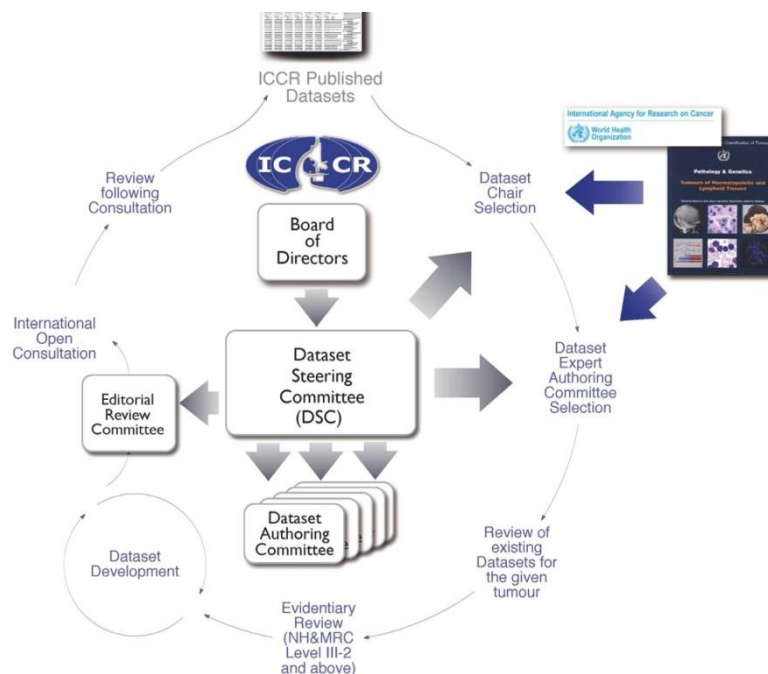 ICCR Published
Datasets
International Agency for Research on Cancer
World Health
Organization
Pathology & Genetics
Tumours of Haematopoietic and
Lymphoid Tissues
IC CR
Review
following
Consultation
Dataset
Chair
Selection
Board
of
Directors
International
Open
Consultation
Dataset
Steering
Committee
(DSC)
Dataset
Expert
Authoring
Committee
Selection
Editorial
Review
Committee
Dataset
Authoring
Committee
Review of
existing
Datasets for
the given
tumour
Dataset
Development
Evidentiary
Review
(NH&MRC
Level III-2
and above)